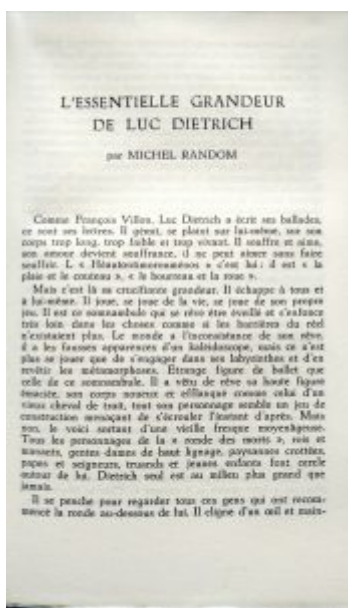 L'ESSENTIELLE GRANDEUR
DE LUC DIETRICH
par MICHEL RANDOM
Comme François Villon, Luc Dietrich a écrit ses ballades,
ce sont ses lettres. Il gémit, se plaint sur lui-même, sur son
corps trop long, trop faible et trop vivant. Il souffre et aime,
son amour devient souffrance, il ne peut aimer sans faire
souffrir. L « Héautontimorouménos » c'est lui : il est « la
plaie et le couteau », « le bourreau et la roue ».
Mais c'est là sa crucifiante grandeur. Il échappe à tous et
à lui-même. Il joue, se joue de la vie, se joue de son propre
jeu. Il est ce somnambule qui se rêve être éveillé et s'enfonce
très loin dans les choses comme si les barrières du réel
n'existaient plus. Le monde a l'inconsistance de son rêve,
il a les fausses apparences d'un kaléidoscope, mais ce n'est
plus se jouer que de s'engager dans ses labyrinthes et d'en
revêtir les métamorphoses. Étrange figure de ballet que
celle de ce somnambule. Il a vêtu de rêve sa haute figure
émaciée, son corps noueux et efflanqué comme celui d'un
vieux cheval de trait, tout son personnage semble un jeu de
construction menaçant de s'écrouler l'instant d'après. Mais
non, le voici sortant d'une vieille fresque moyenâgeuse.
Tous les personnages de la « ronde des morts », rois et
manants, gentes dames de haut lignage, paysannes crottées,
papes et seigneurs, truands et jeunes enfants font cercle
autour de lui. Dietrich seul est au milieu plus grand que
jamais.
Il se penche pour regarder tous ces gens qui ont recom-
mencé la ronde au-dessous de lui. Il cligne d'un œil et main-